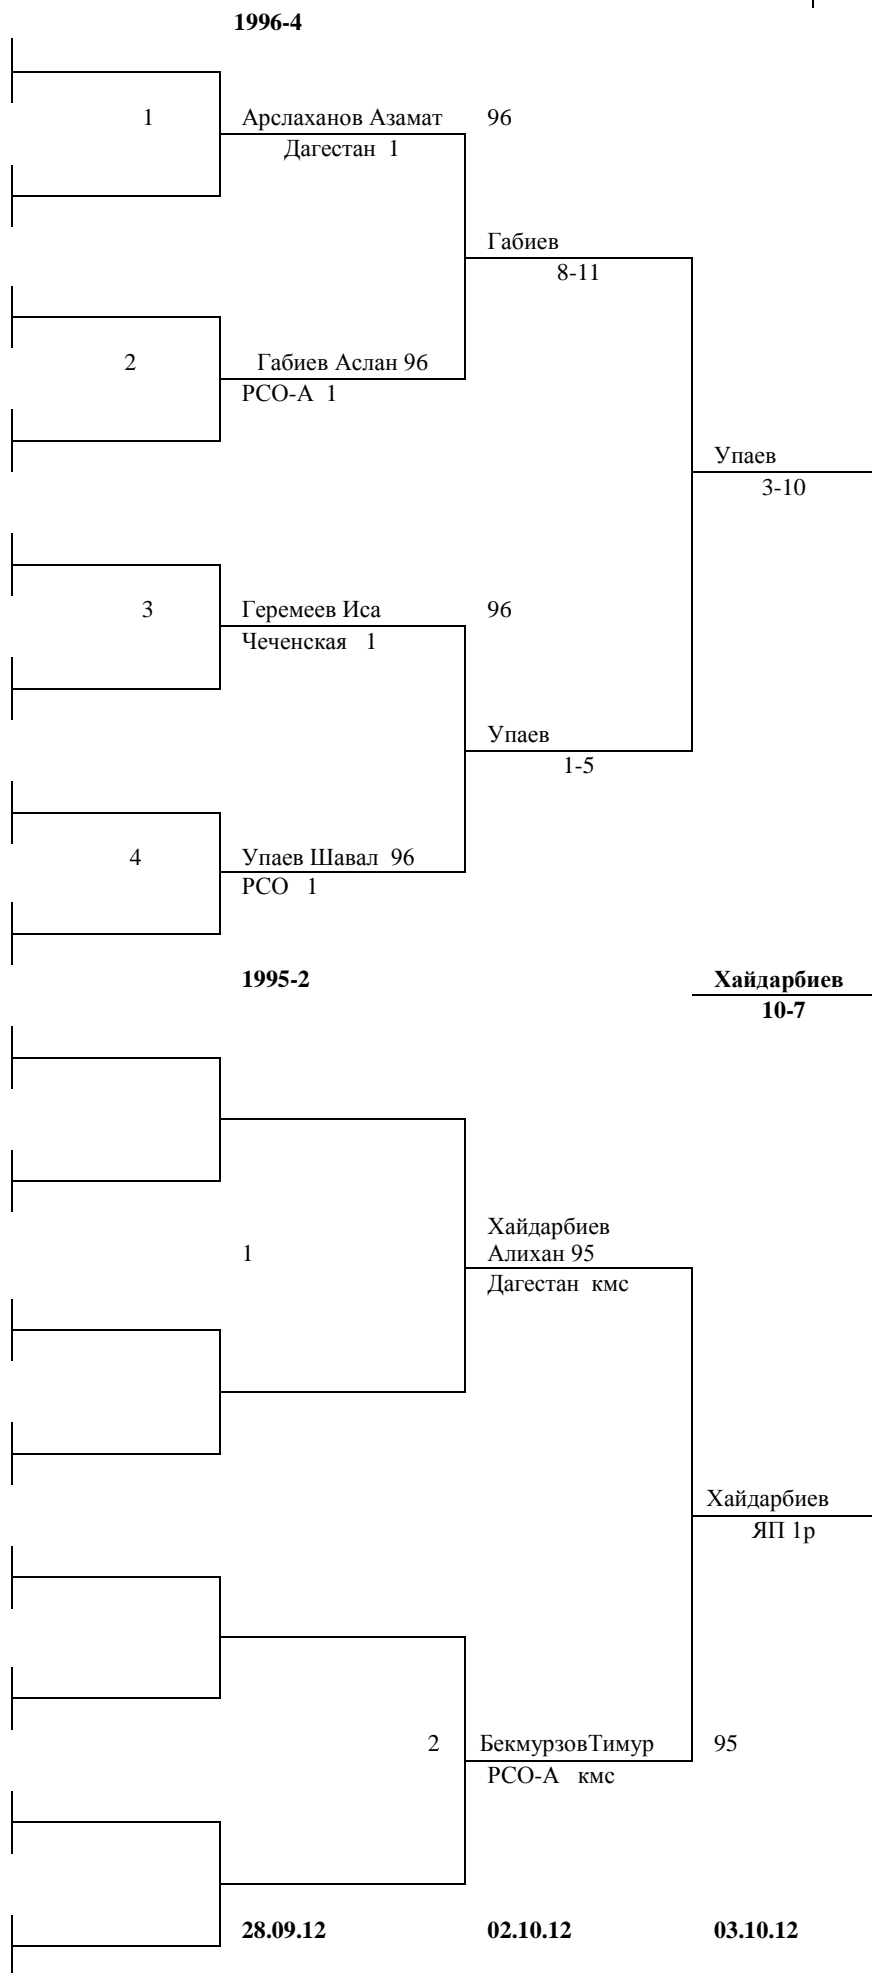 1996-4
1 Арслаханов Азамат 96
Дагестан 1
Габиев
8-11
2 Габиев Аслан 96
РСО-А 1
Упаев
3-10
3 Геремеев Иса 96
Чеченская 1
Упаев
1-5
4 Упаев Шавал 96
РСО 1
1995-2 Хайдарбиев
10-7
Хайдарбиев
1 Алихан 95
Дагестан кмс
Хайдарбиев
ЯП 1р
2 БекмурзовТимур 95
РСО-А кмс
28.09.12 02.10.12 03.10.12